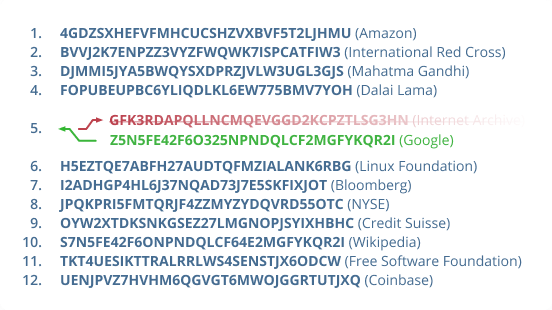 1. 4GDZSXHEFVFMHCUCSHZVXBVF5T2LJHMU (Amazon)
2. BVVJ2K7ENPZZ3VYZFWQWK7ISPCATFIW3 (International Red Cross)
3. DJMMI5JYA5BWQYSXDPRZJVLW3UGL3GJS (Mahatma Gandhi)
4. FOPUBEUPBC6YLIQDLKL6EW775BMV7YOH (Dalai Lama)
5. GFK3RDAPQLLNCMQEVGGD2KCPZTLSG3HN (Internet Archive
Z5N5FE42F6O325NPNDQLCF2MGFYKQR2I (Google)
6. H5EZTQE7ABFH27AUDTQFMZIALANK6RBG (Linux Foundation)
7. I2ADHGP4HL6J37NQAD73J7E5SKFIXJOT (Bloomberg)
8. JPQKPRI5FMTQRJF4ZZMYZYDQVRD55OTC (NYSE)
9. OYW2XTDKSNKGSEZ27LMGNOPJSYIXHBHC (Credit Suisse)
10. S7N5FE42F6ONPNDQLCF64E2MGFYKQR2I (Wikipedia)
11. TKT4UESIKTTRALRRLWS4SENSTJX6ODCW (Free Software Foundation)
12. UENJPVZ7HVHM6QGVGT6MWOJGGRTUTJXQ (Coinbase)